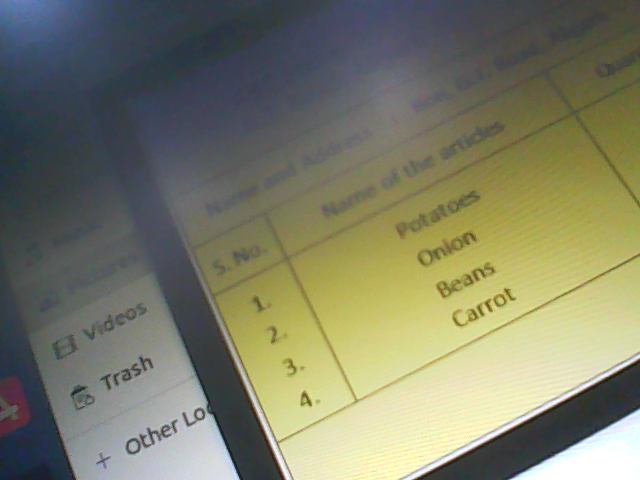 Name and Address
S. No.
Name of the articles
1.
Potatoes
2.
Onion
3.
Beans
4.
Carrot
Videos
Trash
+ Other Lo